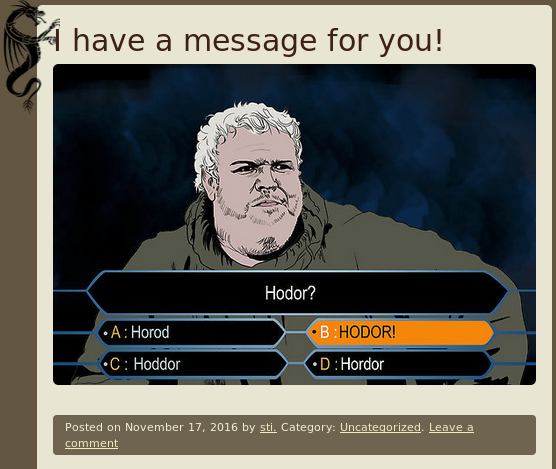 I have a message for you!
Hodor?
A : Horod
B : HODOR!
C : Hoddor
D : Hordor
Posted on November 17, 2016 by sti. Category: Uncategorized. Leave a
comment